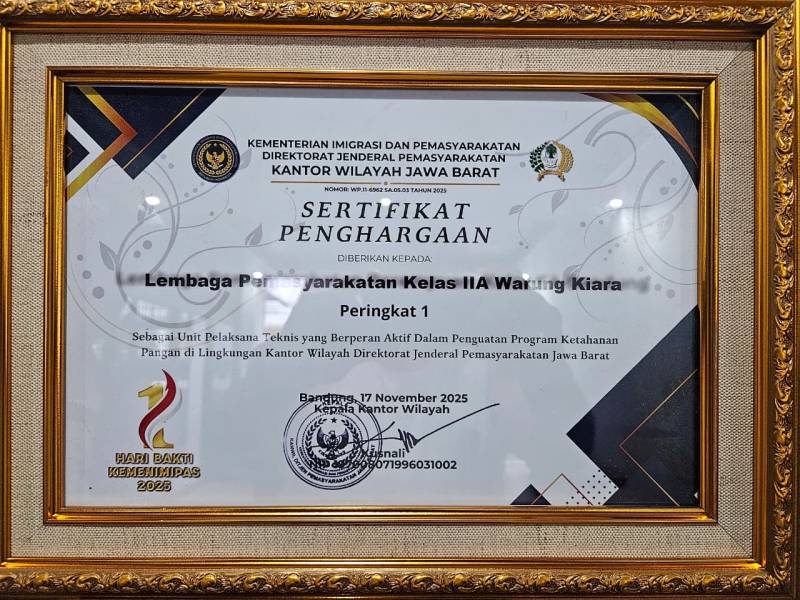 KEMENTERIAN IMIGRASI DAN PEMASYARAKATAN
DIREKTORAT JENDERAL PEMASYARAKATAN
KANTOR WILAYAH JAWA BARAT
NOMOR: WP.11-6962 SA.05.03 TAHUN 2025
SERTIFIKAT
PENGHARGAAN
DIBERIKAN KEPADA:
Lembaga Pemasyarakatan Kelas IIA Warung Kiara
Peringkat 1
Sebagai Unit Pelaksana Teknis yang Berperan Aktif Dalam Penguatan Program Ketahanan
Pangan di Lingkungan Kantor Wilayah Direktorat Jenderal Pemasyarakatan Jawa Barat
Bandung, 17 November 2025
Kepala Kantor Wilayah
Kusnali
HARI BAKTI
KEMENIMIPAS
2025